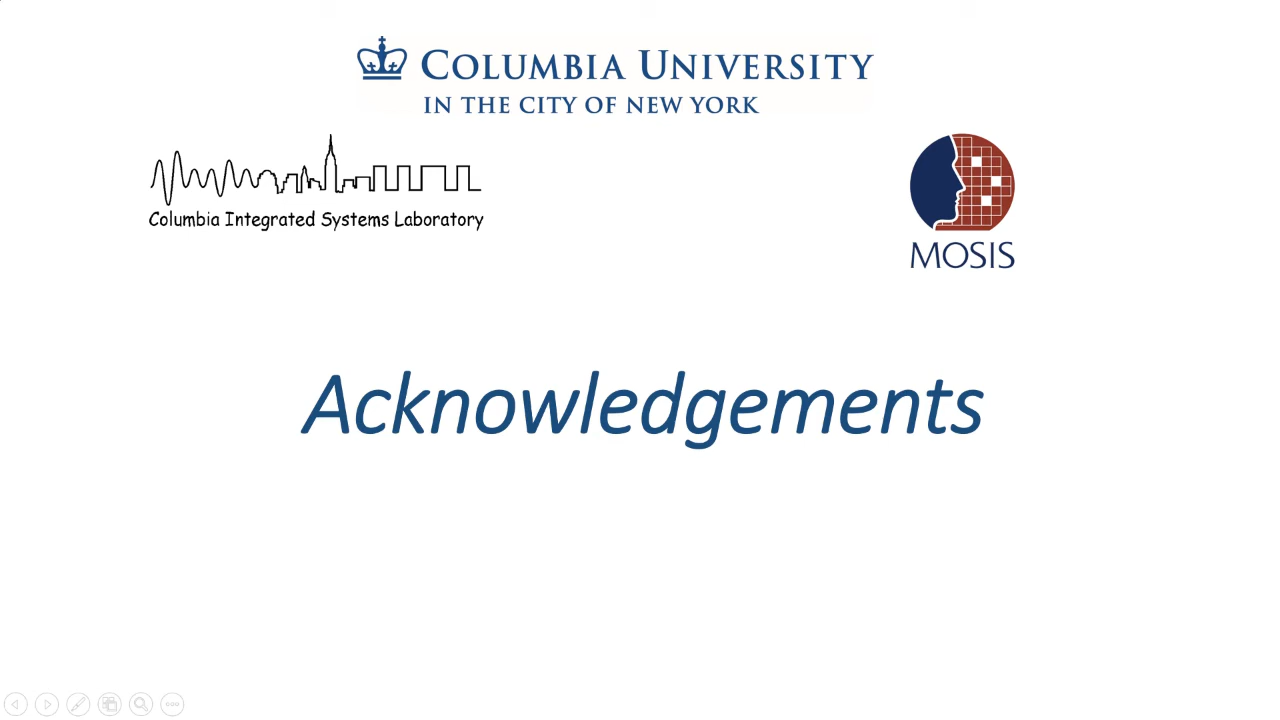 COLUMBIA UNIVERSITY
IN THE CITY OF NEW YORK
Columbia Integrated Systems Laboratory
MOSIS
Acknowledgements